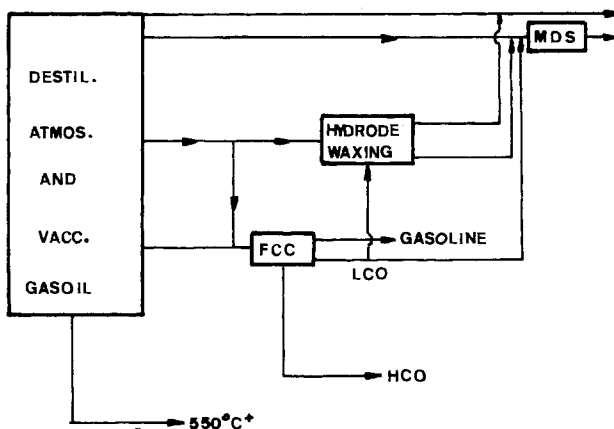 DESTIL.
ATMOS.
AND
VACC.
GASOIL
MDS
HYDRODE
WAXING
FCC
GASOLINE
LCO
HCO
550°C+